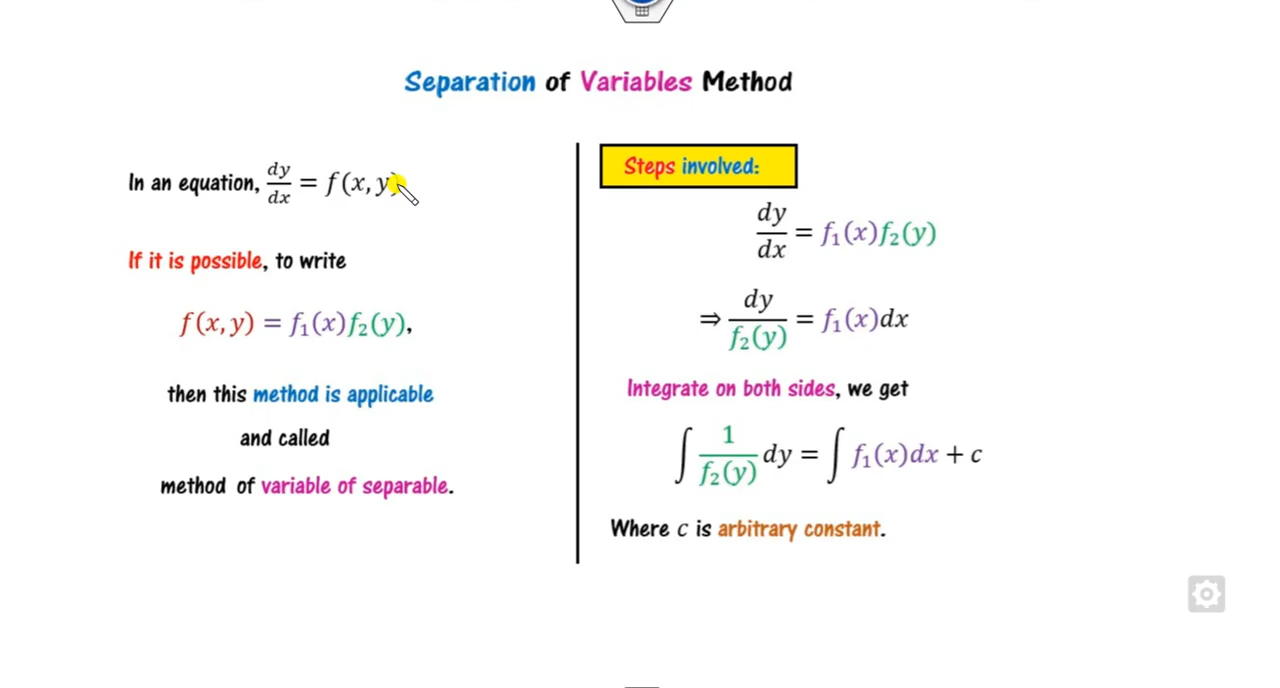 Separation of Variables Method
In an equation, dy/dx = f(x, y)
If it is possible, to write
f(x, y) = f₁(x)f₂(y),
then this method is applicable
and called
method of variable of separable.
Steps involved:
dy/dx = f₁(x)f₂(y)
⇒ dy/f₂(y) = f₁(x)dx
Integrate on both sides, we get
∫ 1/f₂(y) dy = ∫ f₁(x)dx + c
Where c is arbitrary constant.